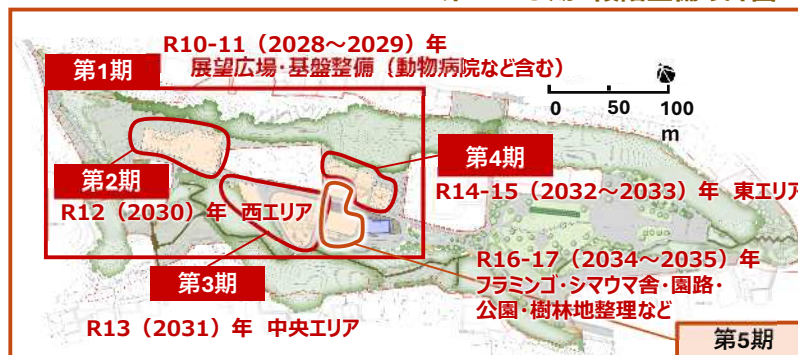 R10-11（2028～2029）年
第1期 展望広場・基盤整備（動物病院など含む）
0 50 100
m
第4期
第2期
R14-15（2032～2033）年 東エリア
R12（2030）年 西エリア
R16-17（2034～2035）年
第3期
フラミンゴ・シマウマ舎・園路・
公園・樹林地整理など
R13（2031）年 中央エリア
第5期